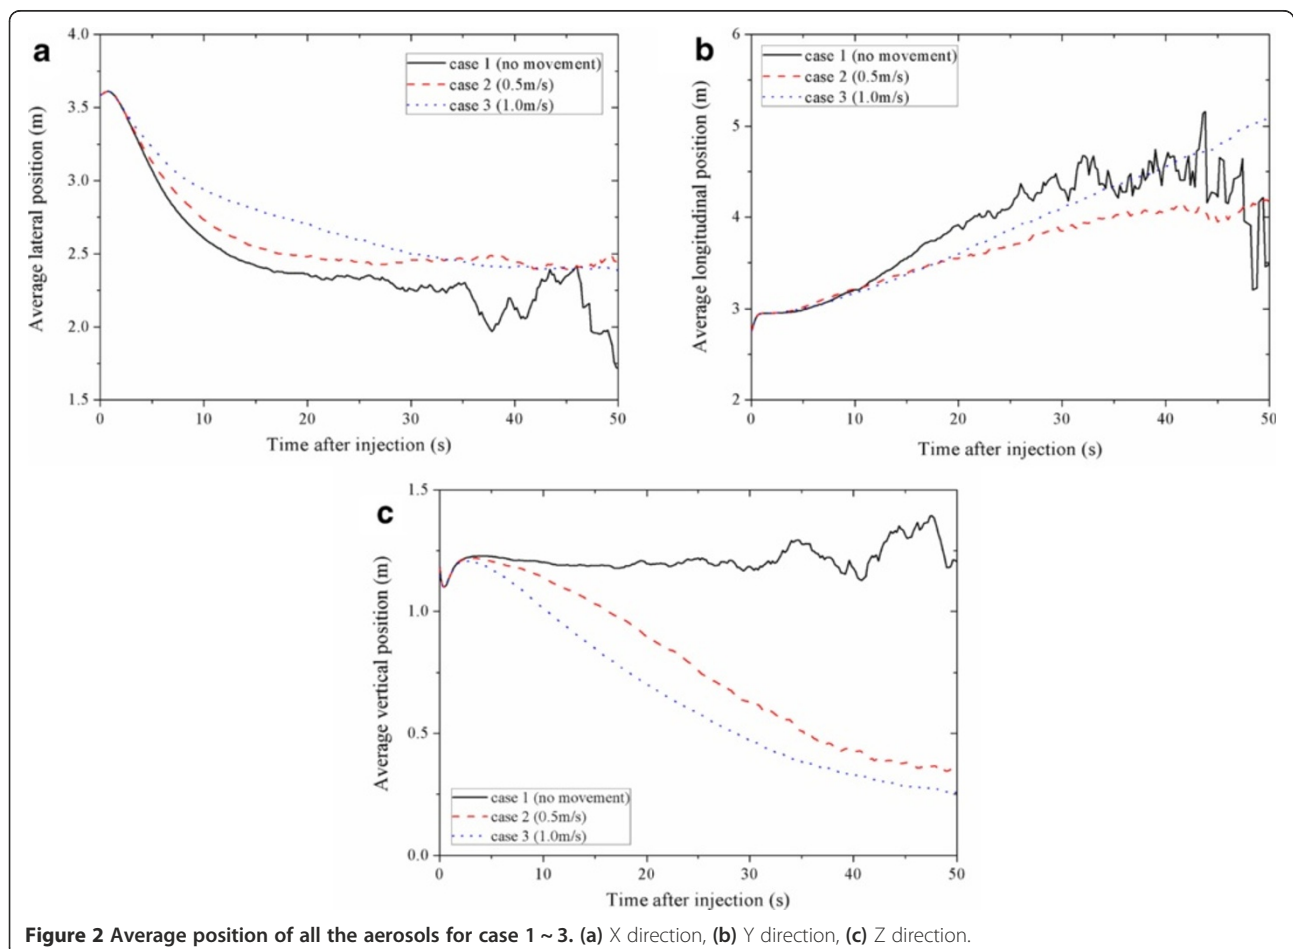 a
4.0
3.5
3.0
2.5
2.0
1.5
Average lateral position (m)
case 1 (no movement)
case 2 (0.5m/s)
case 3 (1.0m/s)
0 10 20 30 40 50
Time after injection (s)
b
6
5
4
3
2
Average longitudinal position (m)
case 1 (no movement)
case 2 (0.5m/s)
case 3 (1.0m/s)
0 10 20 30 40 50
Time after injection (s)
c
1.5
1.0
0.5
0.0
Average vertical position (m)
case 1 (no movement)
case 2 (0.5m/s)
case 3 (1.0m/s)
0 10 20 30 40 50
Time after injection (s)
Figure 2 Average position of all the aerosols for case 1 ~ 3. (a) X direction, (b) Y direction, (c) Z direction.